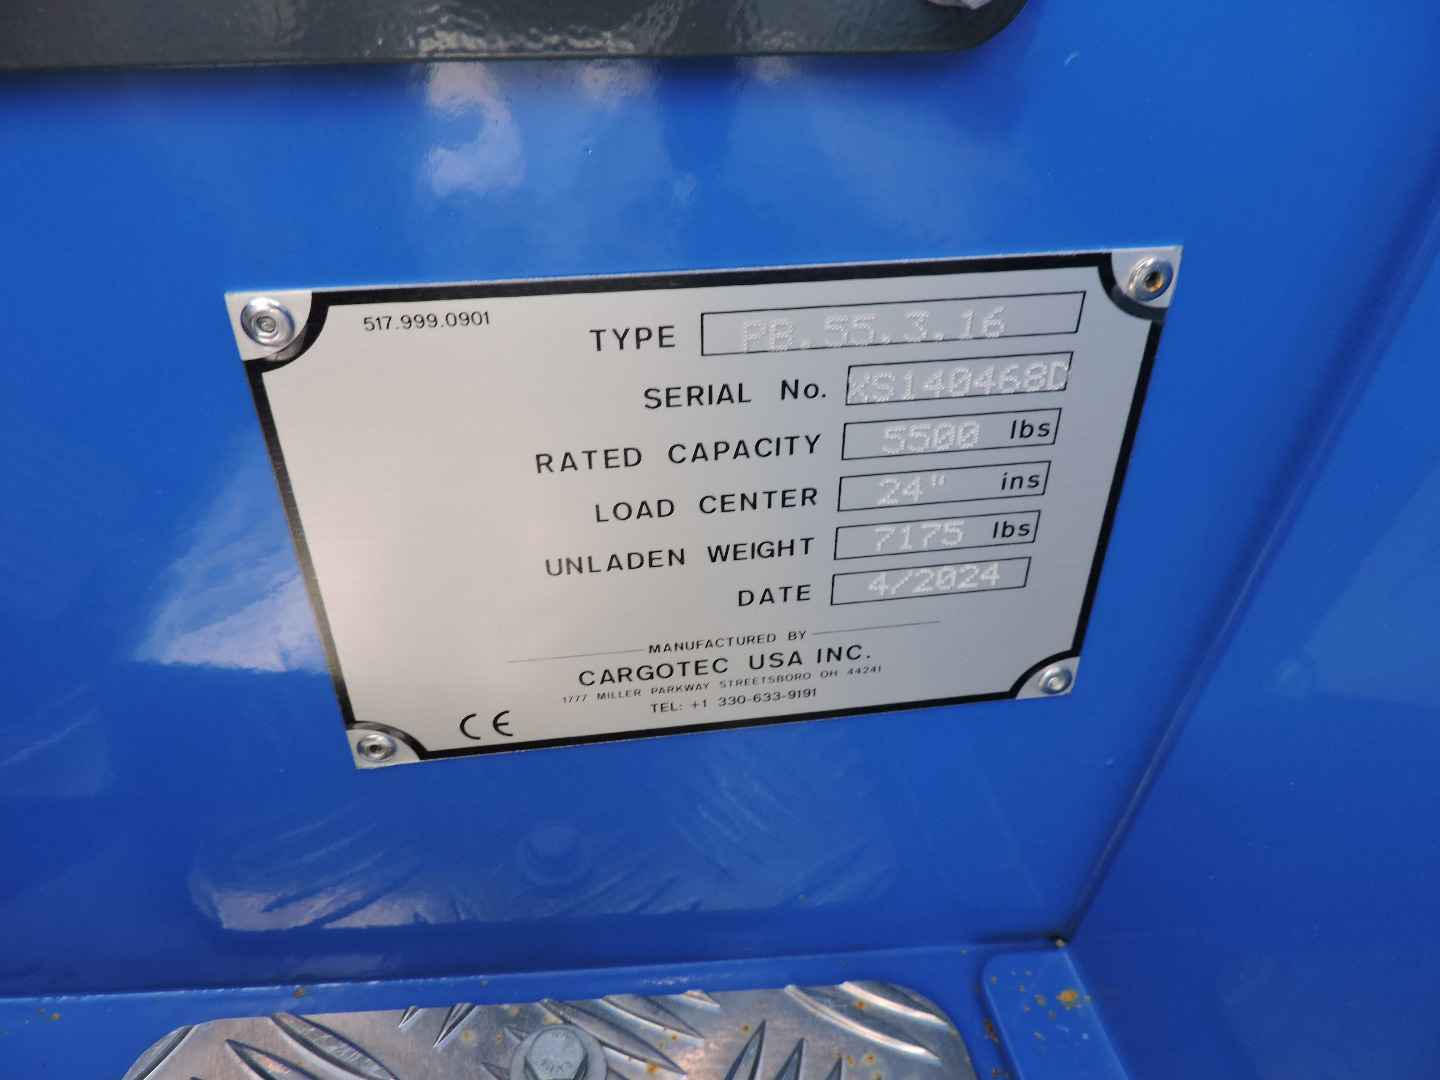 517.999.0901
TYPE PB.55.3.16
SERIAL No. KS140468D
RATED CAPACITY 5500 lbs
LOAD CENTER 24" ins
UNLADEN WEIGHT 7175 lbs
DATE 4/2024
MANUFACTURED BY
CARGOTEC USA INC.
1777 MILLER PARKWAY STREETSBORO OH 44241
TEL: +1 330-633-9191
CE